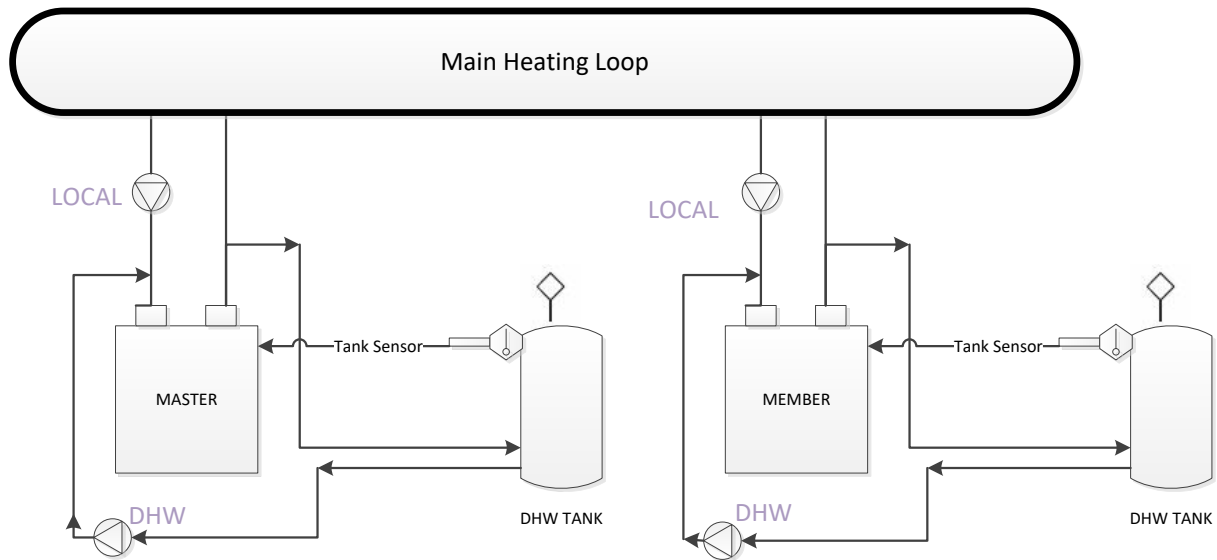 Main Heating Loop
LOCAL
LOCAL
Tank Sensor
Tank Sensor
MASTER
MEMBER
DHW
DHW
DHW TANK
DHW TANK